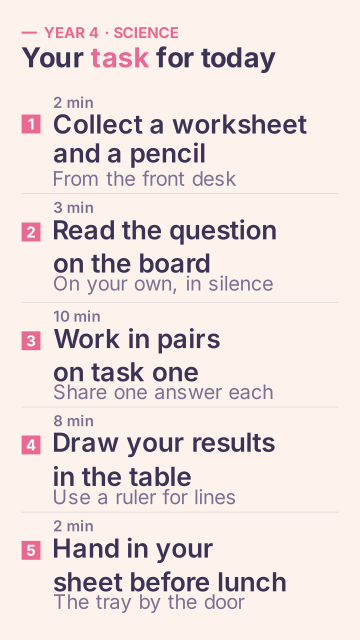 — YEAR 4 · SCIENCE
Your task for today
2 min
1 Collect a worksheet
and a pencil
From the front desk
3 min
2 Read the question
on the board
On your own, in silence
10 min
3 Work in pairs
on task one
Share one answer each
8 min
4 Draw your results
in the table
Use a ruler for lines
2 min
5 Hand in your
sheet before lunch
The tray by the door